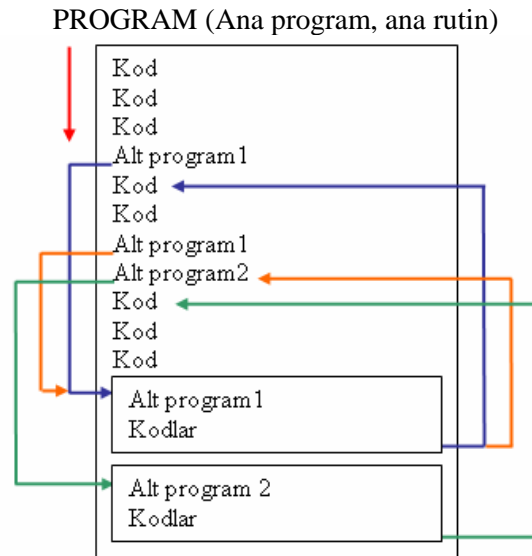 PROGRAM (Ana program, ana rutin)
Kod
Kod
Kod
Alt program1
Kod
Kod
Alt program1
Alt program2
Kod
Kod
Kod
Alt program1
Kodlar
Alt program 2
Kodlar